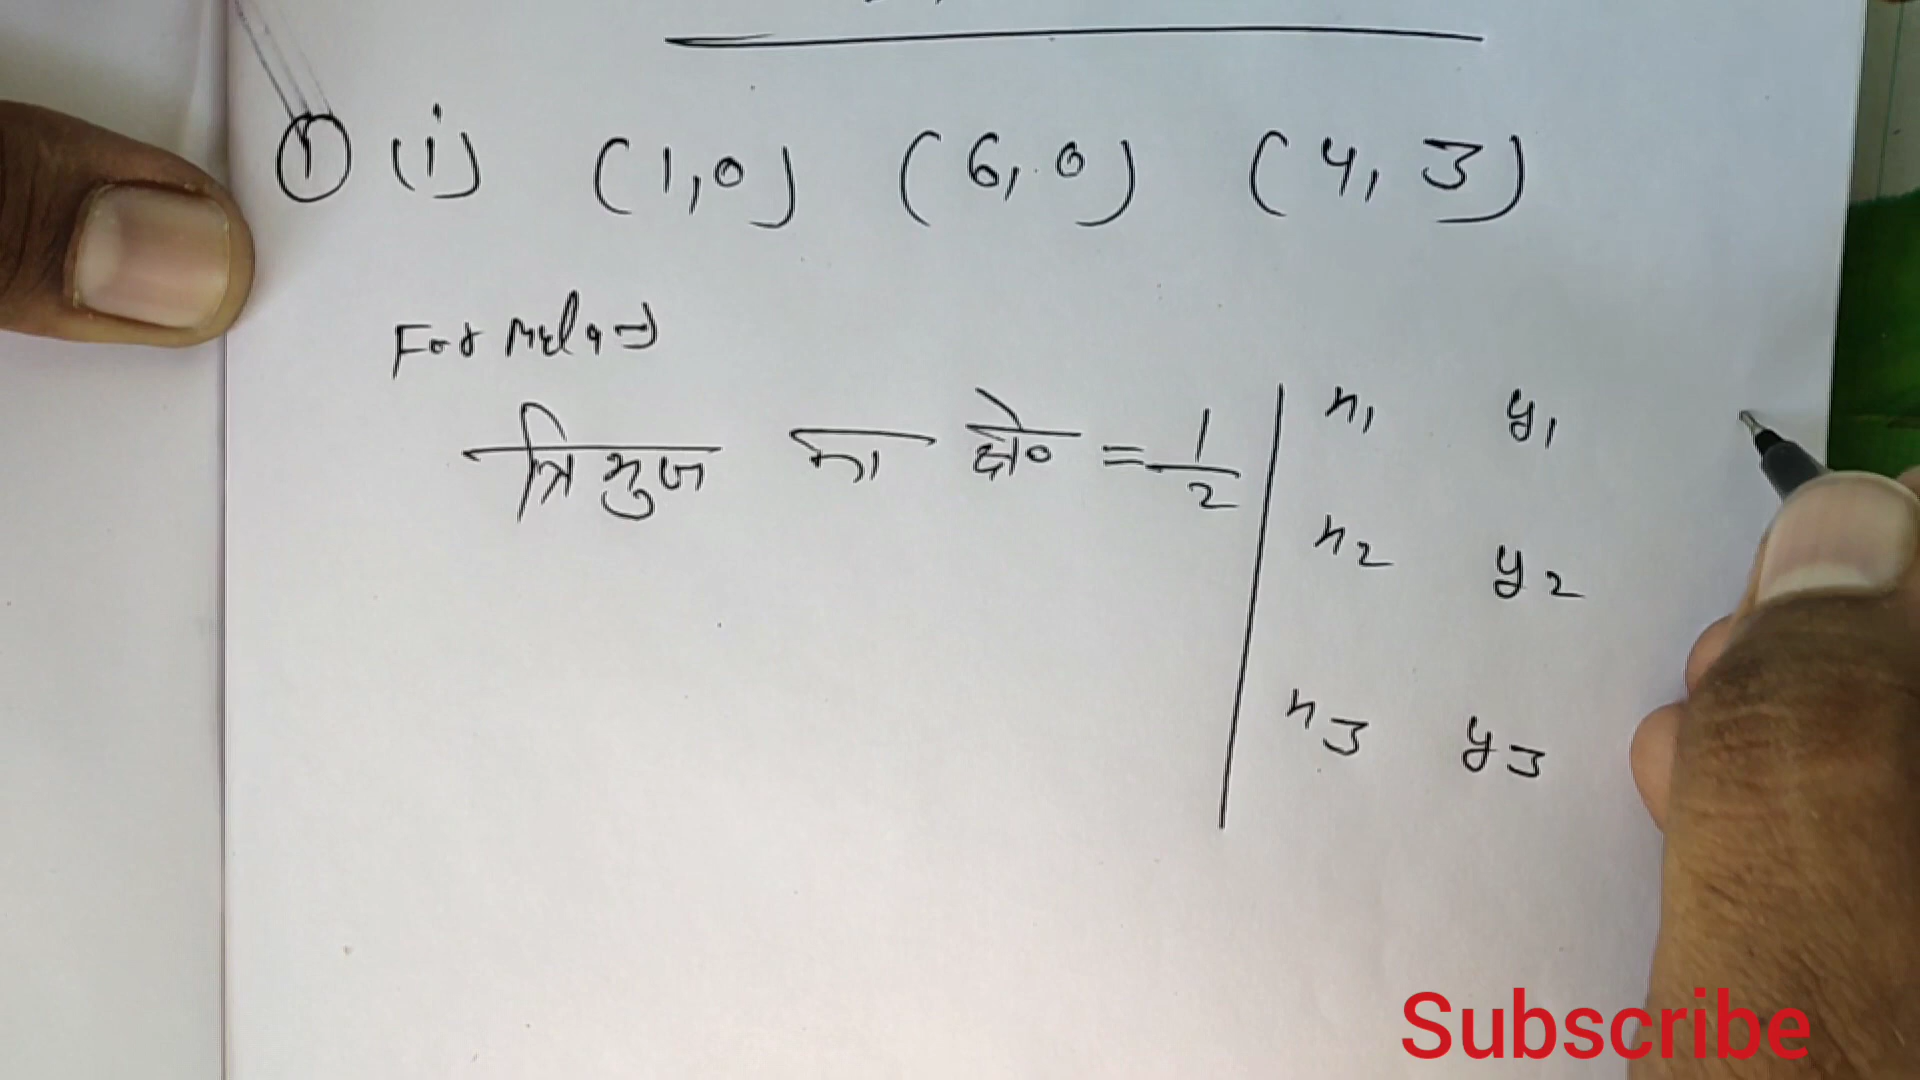 ① (i) (1,0) (6,0) (4,3)
Formula→
त्रिभुज का क्षे० = 1/2 | x1 y1
x2 y2
x3 y3
Subscribe